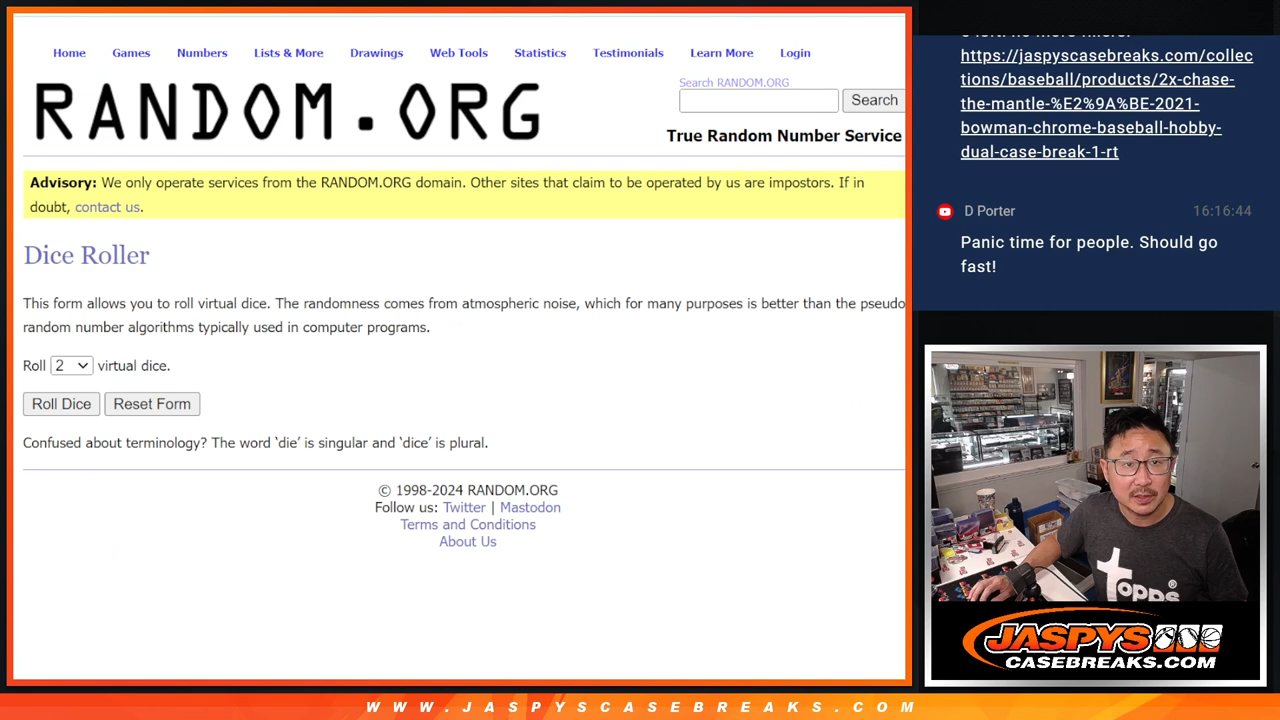 Home Games Numbers Lists & More Drawings Web Tools Statistics Testimonials Learn More Login
RANDOM.ORG
Search RANDOM.ORG
Search
True Random Number Service
Advisory: We only operate services from the RANDOM.ORG domain. Other sites that claim to be operated by us are impostors. If in
doubt, contact us.
Dice Roller
This form allows you to roll virtual dice. The randomness comes from atmospheric noise, which for many purposes is better than the pseudo
random number algorithms typically used in computer programs.
Roll 2 virtual dice.
Roll Dice Reset Form
Confused about terminology? The word ‘die’ is singular and ‘dice’ is plural.
© 1998-2024 RANDOM.ORG
Follow us: Twitter | Mastodon
Terms and Conditions
About Us
https://jaspyscasebreaks.com/collec
tions/baseball/products/2x-chase-
the-mantle-%E2%9A%BE-2021-
bowman-chrome-baseball-hobby-
dual-case-break-1-rt
D Porter 16:16:44
Panic time for people. Should go
fast!
topps
JASPYS
CASEBREAKS.COM
WWW.JASPYSCASEBREAKS.COM